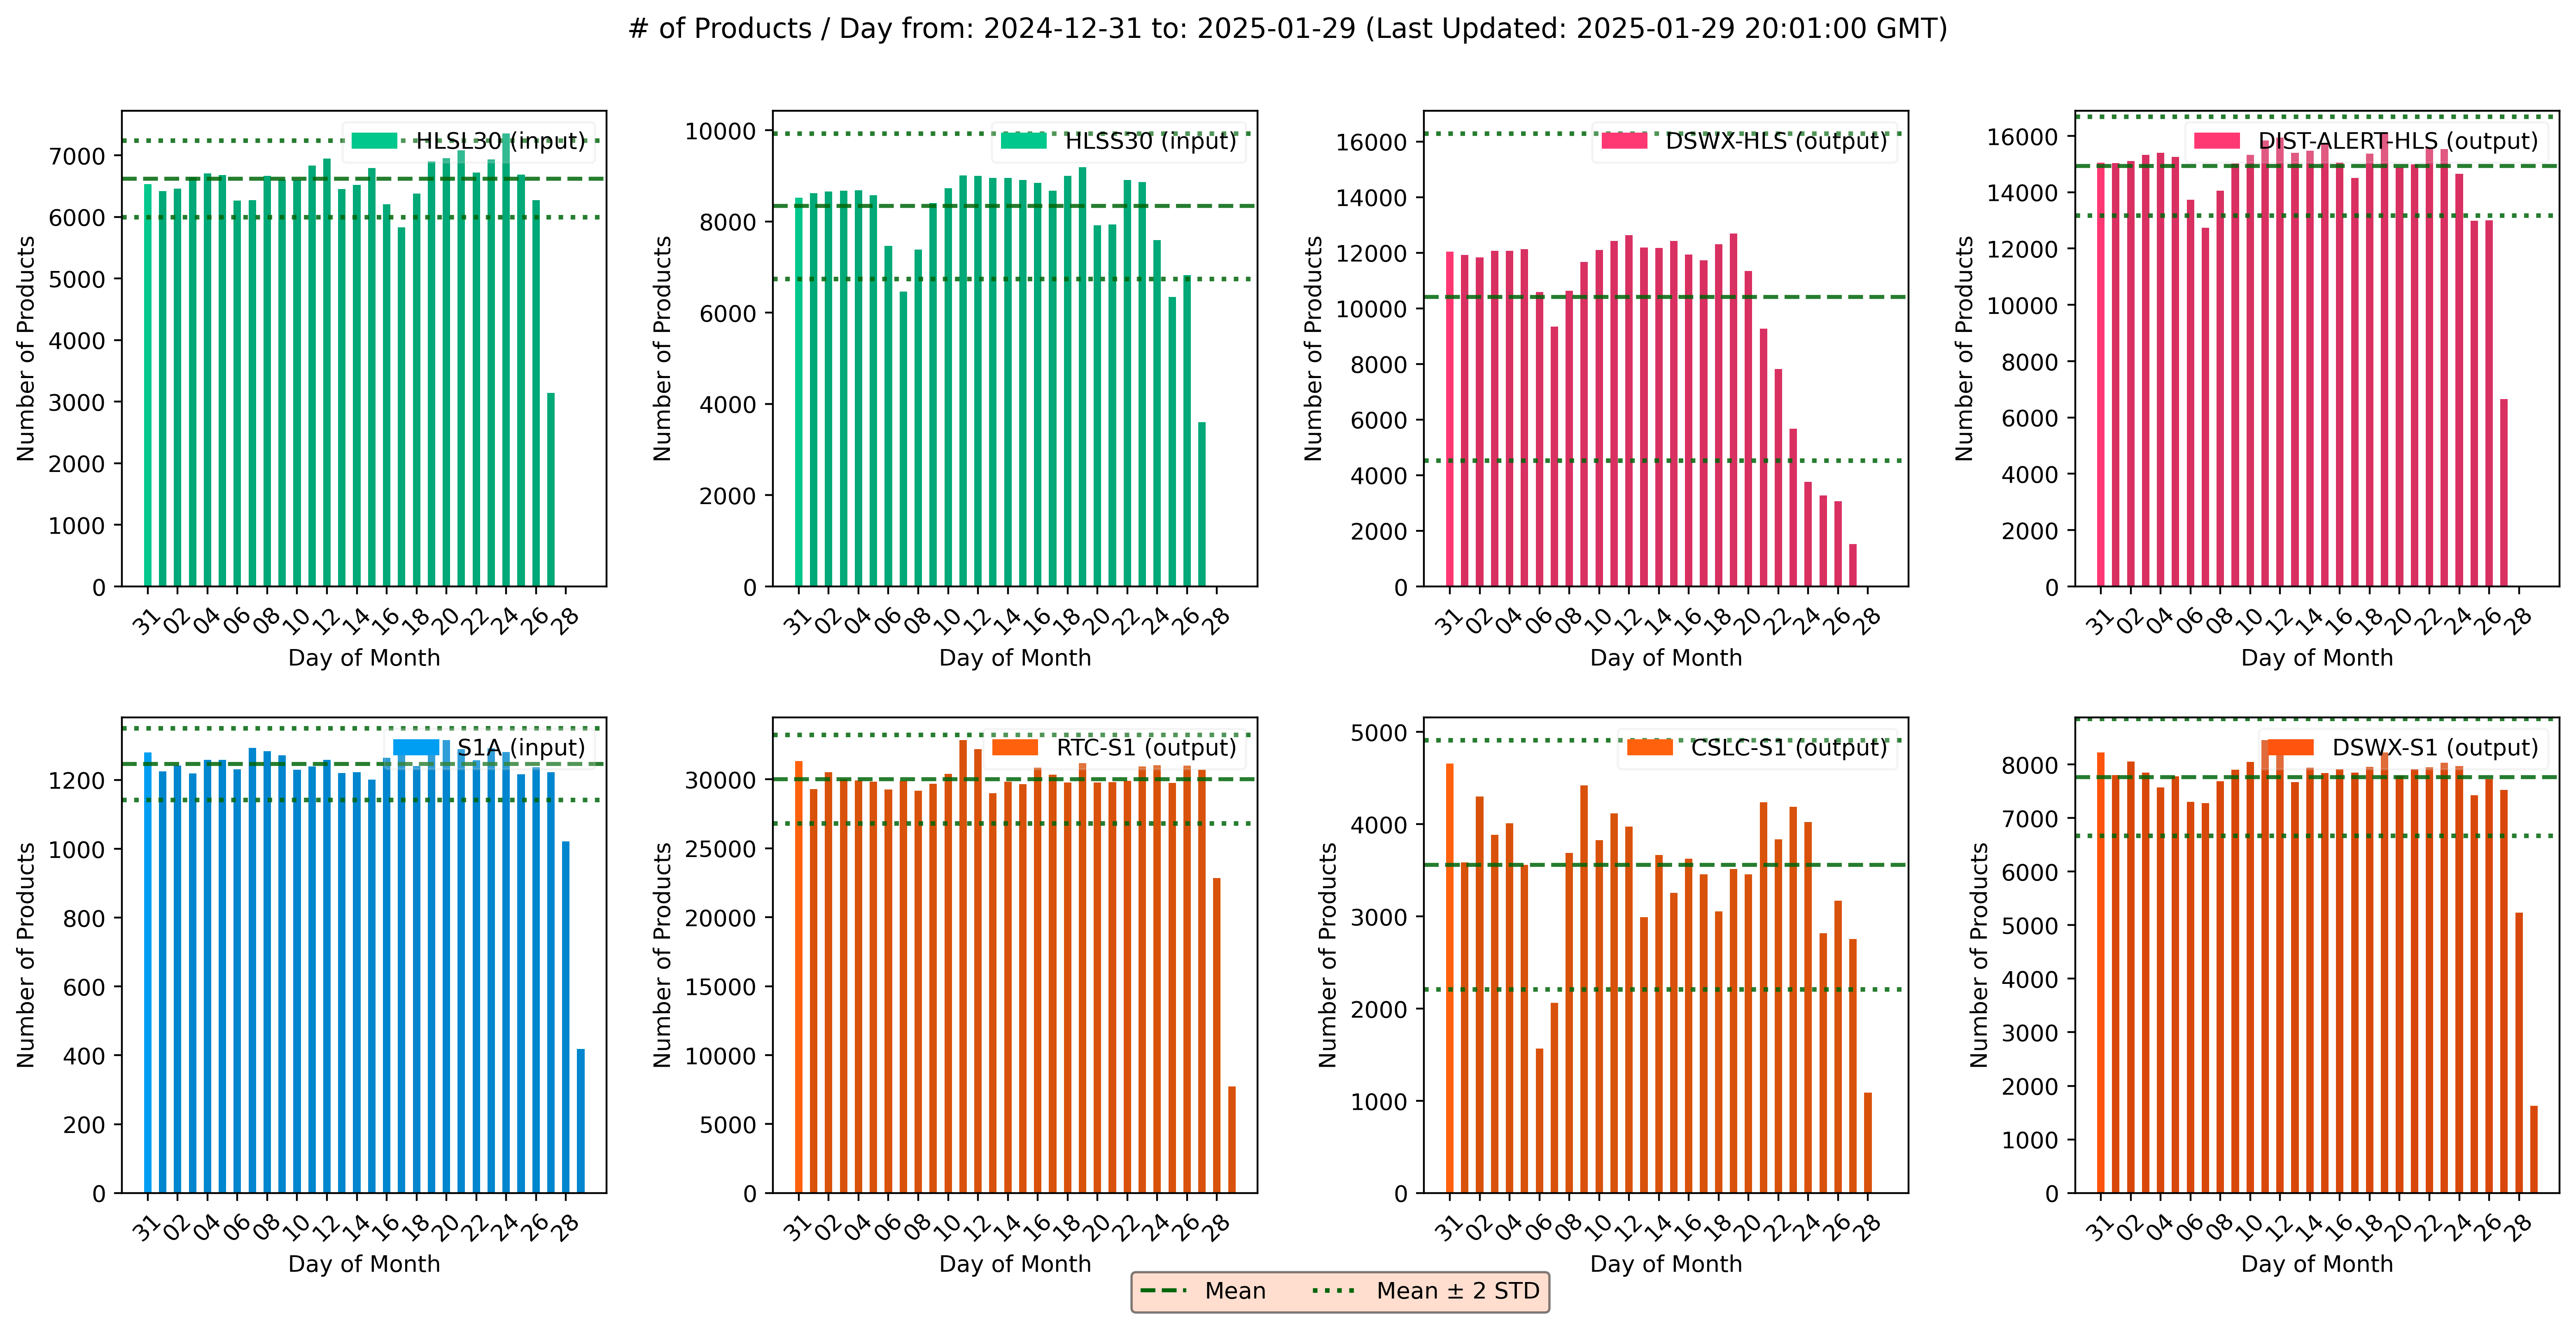 # of Products / Day from: 2024-12-31 to: 2025-01-29 (Last Updated: 2025-01-29 20:01:00 GMT)
HLSL30 (input)
Number of Products
7000
6000
5000
4000
3000
2000
1000
0
31 02 04 06 08 10 12 14 16 18 20 22 24 26 28
Day of Month
HLSS30 (input)
Number of Products
10000
8000
6000
4000
2000
0
31 02 04 06 08 10 12 14 16 18 20 22 24 26 28
Day of Month
DSWX-HLS (output)
Number of Products
16000
14000
12000
10000
8000
6000
4000
2000
0
31 02 04 06 08 10 12 14 16 18 20 22 24 26 28
Day of Month
DIST-ALERT-HLS (output)
Number of Products
16000
14000
12000
10000
8000
6000
4000
2000
0
31 02 04 06 08 10 12 14 16 18 20 22 24 26 28
Day of Month
S1A (input)
Number of Products
1200
1000
800
600
400
200
0
31 02 04 06 08 10 12 14 16 18 20 22 24 26 28
Day of Month
RTC-S1 (output)
Number of Products
30000
25000
20000
15000
10000
5000
0
31 02 04 06 08 10 12 14 16 18 20 22 24 26 28
Day of Month
CSLC-S1 (output)
Number of Products
5000
4000
3000
2000
1000
0
31 02 04 06 08 10 12 14 16 18 20 22 24 26 28
Day of Month
DSWX-S1 (output)
Number of Products
8000
7000
6000
5000
4000
3000
2000
1000
0
31 02 04 06 08 10 12 14 16 18 20 22 24 26 28
Day of Month
Mean Mean ± 2 STD